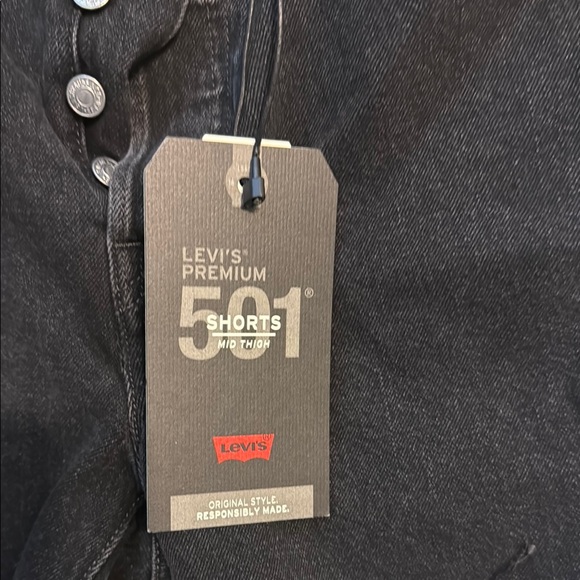 LEVI'S®
PREMIUM
501®
SHORTS
MID THIGH
Levi's
ORIGINAL STYLE.
RESPONSIBLY MADE.